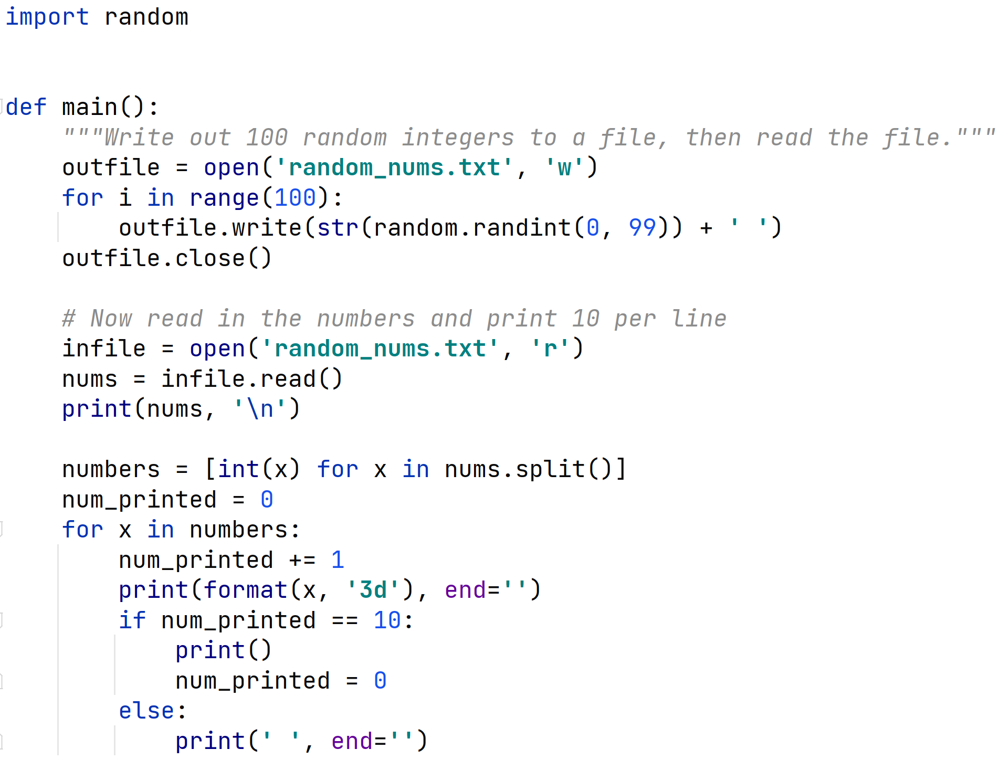 import random
def main():
    """Write out 100 random integers to a file, then read the file."""
    outfile = open('random_nums.txt', 'w')
    for i in range(100):
        outfile.write(str(random.randint(0, 99)) + ' ')
    outfile.close()
    # Now read in the numbers and print 10 per line
    infile = open('random_nums.txt', 'r')
    nums = infile.read()
    print(nums, '\n')
    numbers = [int(x) for x in nums.split()]
    num_printed = 0
    for x in numbers:
        num_printed += 1
        print(format(x, '3d'), end='')
        if num_printed == 10:
            print()
            num_printed = 0
        else:
            print(' ', end='')